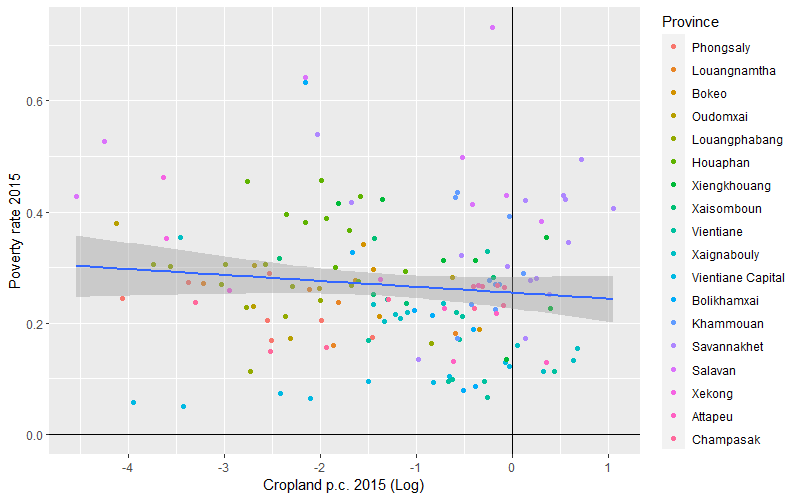 Poverty rate 2015
0.6
0.4
0.2
0.0
-4 -3 -2 -1 0 1
Cropland p.c. 2015 (Log)
Province
Phongsaly
Louangnamtha
Bokeo
Oudomxai
Louangphabang
Houaphan
Xiengkhouang
Xaisomboun
Vientiane
Xaignabouly
Vientiane Capital
Bolikhamxai
Khammouan
Savannakhet
Salavan
Xekong
Attapeu
Champasak